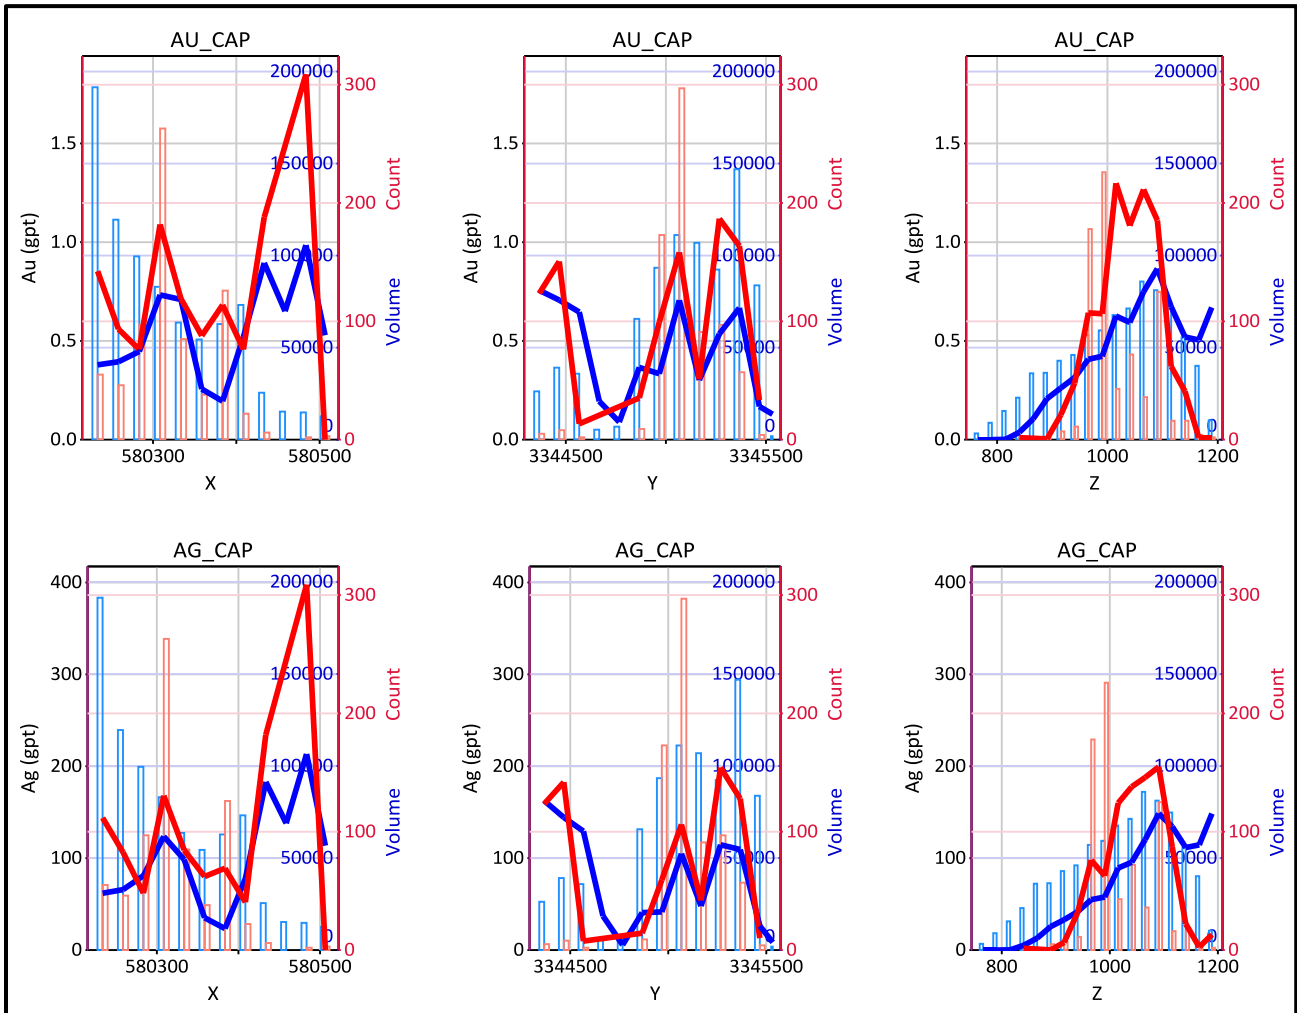 AU_CAP AU_CAP AU_CAP
200000 200000 200000
300 300 300
1.5 1.5 1.5
150000 150000 150000
Au (gpt) Count Au (gpt) Count Au (gpt) Count
200 200 200
1.0 1.0 1.0
100000 100000 100000
Volume Volume Volume
100 100 100
0.5 50000 0.5 50000 0.5 50000
0 0 0
0.0 0 0.0 0 0.0 0
580300 580500 3344500 3345500 800 1000 1200
X Y Z
AG_CAP AG_CAP AG_CAP
400 200000 400 200000 400 200000
300 300 300
300 150000 300 150000 300 150000
Ag (gpt) Count Ag (gpt) Count Ag (gpt) Count
200 200 200
200 100000 200 100000 200 100000
Volume Volume Volume
100 100 100
100 50000 100 50000 100 50000
0 0 0
0 0 0 0 0 0
580300 580500 3344500 3345500 800 1000 1200
X Y Z